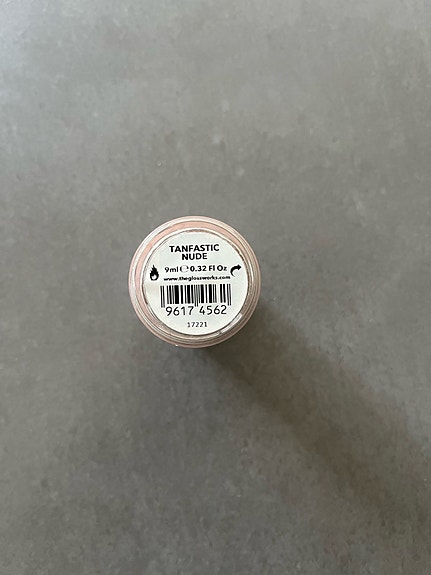 TANFASTIC
NUDE
9ml ℮ 0.32 Fl Oz
www.theglossworks.com
9617 4562
17221